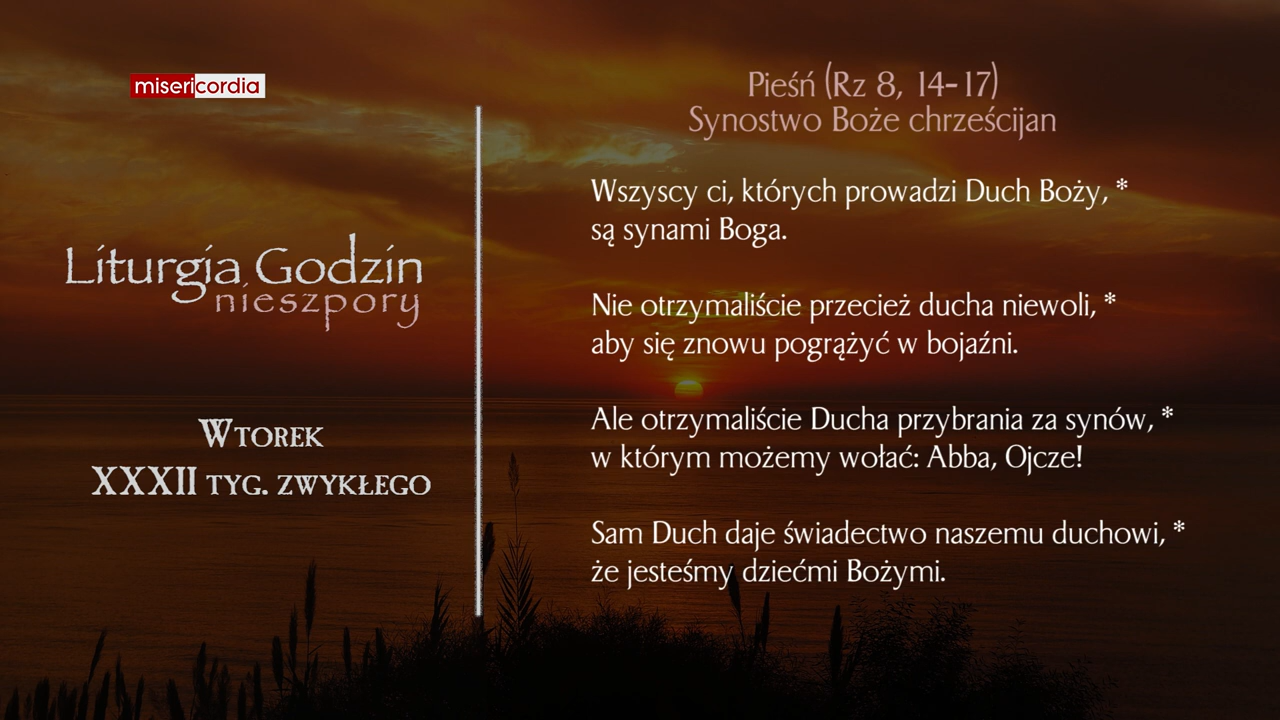 misericordia
Liturgia Godzin
nieszpory
Wtorek
XXXII tyg. zwykłego
Pieśń (Rz 8, 14-17)
Synostwo Boże chrześcijan
Wszyscy ci, których prowadzi Duch Boży, *
są synami Boga.
Nie otrzymaliście przecież ducha niewoli, *
aby się znowu pogrążyć w bojaźni.
Ale otrzymaliście Ducha przybrania za synów, *
w którym możemy wołać: Abba, Ojcze!
Sam Duch daje świadectwo naszemu duchowi, *
że jesteśmy dziećmi Bożymi.